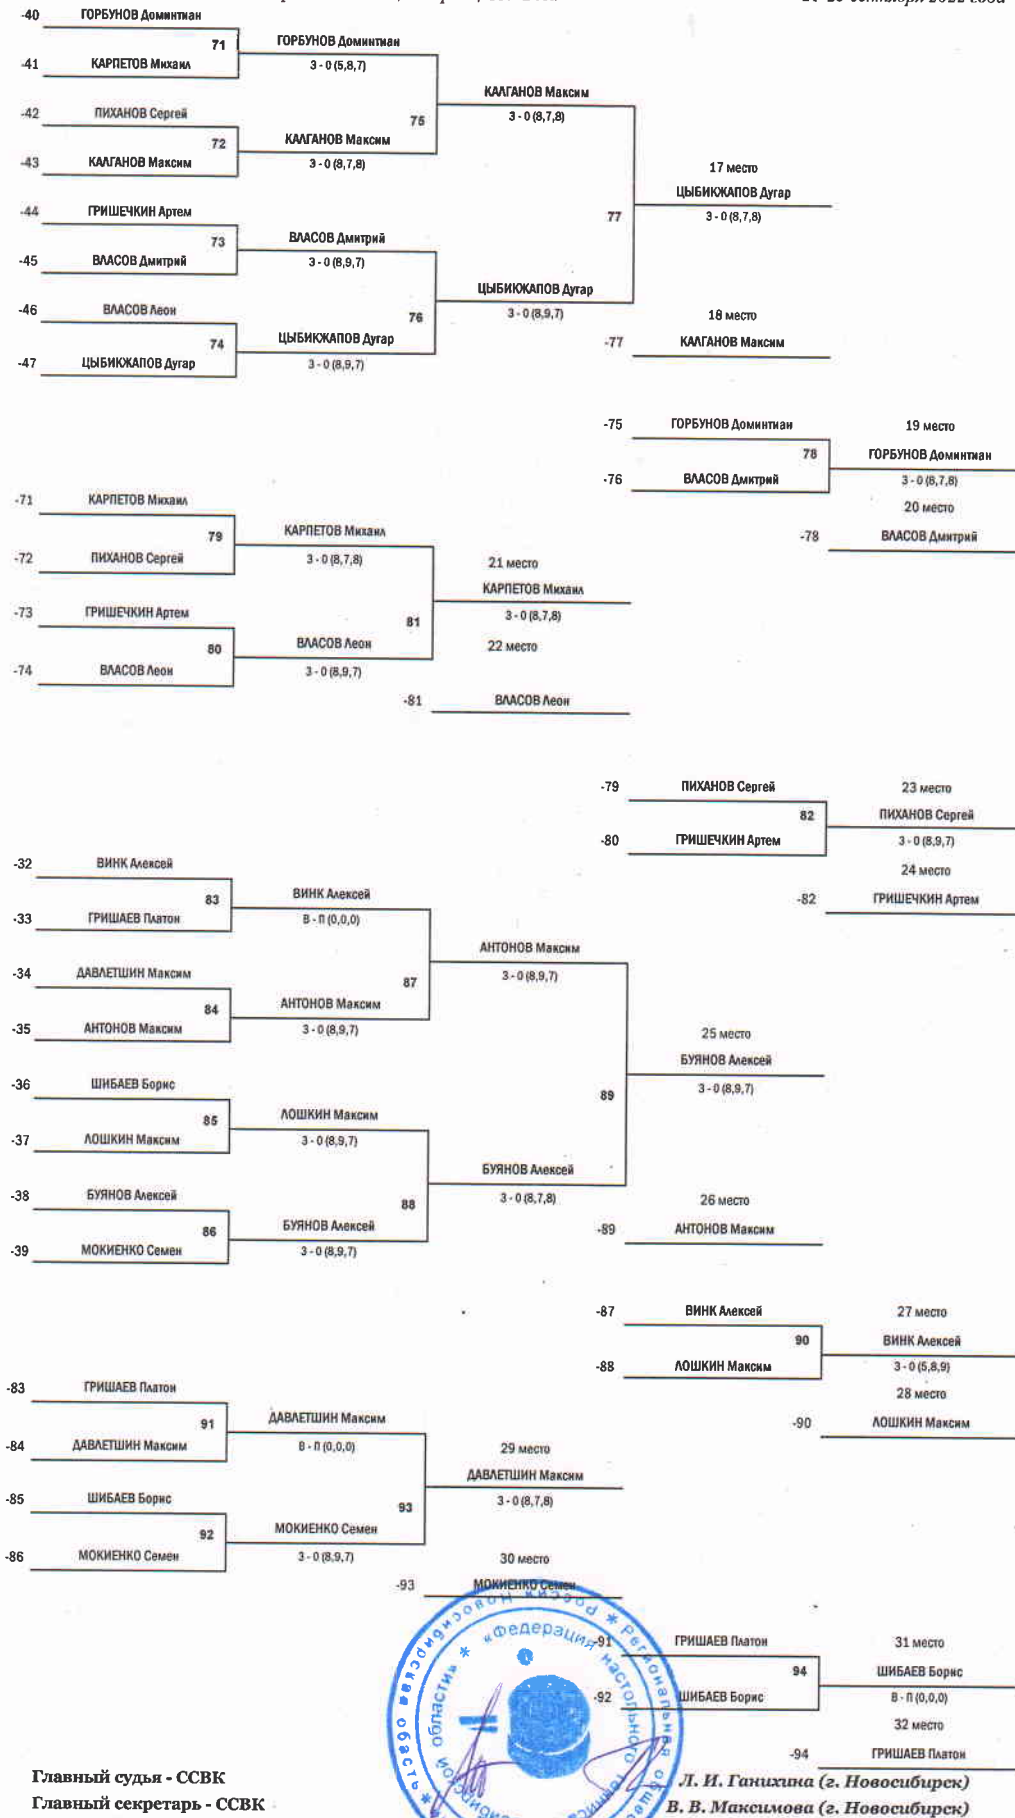 сентября 2022 года
-40 ГОРБУНОВ Доминтиан
71
-41 КАРПЕТОВ Михаил
ГОРБУНОВ Доминтиан
3 - 0 (5,8,7)
-42 ПИХАНОВ Сергей
72
-43 КАЛГАНОВ Максим
КАЛГАНОВ Максим
3 - 0 (8,7,8)
75
КАЛГАНОВ Максим
3 - 0 (8,7,8)
-44 ГРИШЕЧКИН Артем
73
-45 ВЛАСОВ Дмитрий
ВЛАСОВ Дмитрий
3 - 0 (8,9,7)
-46 ВЛАСОВ Леон
74
-47 ЦЫБИКЖАПОВ Дугар
ЦЫБИКЖАПОВ Дугар
3 - 0 (8,9,7)
76
ЦЫБИКЖАПОВ Дугар
3 - 0 (8,9,7)
77
17 место
ЦЫБИКЖАПОВ Дугар
3 - 0 (8,7,8)
18 место
-77 КАЛГАНОВ Максим
-75 ГОРБУНОВ Доминтиан
78
-76 ВЛАСОВ Дмитрий
19 место
ГОРБУНОВ Доминтиан
3 - 0 (8,7,8)
20 место
-78 ВЛАСОВ Дмитрий
-71 КАРПЕТОВ Михаил
79
-72 ПИХАНОВ Сергей
КАРПЕТОВ Михаил
3 - 0 (8,7,8)
-73 ГРИШЕЧКИН Артем
80
-74 ВЛАСОВ Леон
ВЛАСОВ Леон
3 - 0 (8,9,7)
81
21 место
КАРПЕТОВ Михаил
3 - 0 (8,7,8)
22 место
-81 ВЛАСОВ Леон
-79 ПИХАНОВ Сергей
82
-80 ГРИШЕЧКИН Артем
23 место
ПИХАНОВ Сергей
3 - 0 (8,9,7)
24 место
-82 ГРИШЕЧКИН Артем
-32 ВИНК Алексей
83
-33 ГРИШАЕВ Платон
ВИНК Алексей
В - П (0,0,0)
-34 ДАВЛЕТШИН Максим
84
-35 АНТОНОВ Максим
АНТОНОВ Максим
3 - 0 (8,9,7)
87
АНТОНОВ Максим
3 - 0 (8,9,7)
-36 ШИБАЕВ Борис
85
-37 ЛОШКИН Максим
ЛОШКИН Максим
3 - 0 (8,9,7)
-38 БУЯНОВ Алексей
86
-39 МОКИЕНКО Семен
БУЯНОВ Алексей
3 - 0 (8,9,7)
88
БУЯНОВ Алексей
3 - 0 (8,7,8)
89
25 место
БУЯНОВ Алексей
3 - 0 (8,9,7)
26 место
-89 АНТОНОВ Максим
-87 ВИНК Алексей
90
-88 ЛОШКИН Максим
27 место
ВИНК Алексей
3 - 0 (5,8,9)
28 место
-90 ЛОШКИН Максим
-83 ГРИШАЕВ Платон
91
-84 ДАВЛЕТШИН Максим
ДАВЛЕТШИН Максим
В - П (0,0,0)
-85 ШИБАЕВ Борис
92
-86 МОКИЕНКО Семен
МОКИЕНКО Семен
3 - 0 (8,9,7)
93
29 место
ДАВЛЕТШИН Максим
3 - 0 (8,7,8)
30 место
-93 МОКИЕНКО Семен
-91 ГРИШАЕВ Платон
94
-92 ШИБАЕВ Борис
31 место
ШИБАЕВ Борис
В - П (0,0,0)
32 место
-94 ГРИШАЕВ Платон
«Федерация настольного тенниса
области»
Региональная
Главный судья - ССВК
Л. И. Ганихина (г. Новосибирск)
Главный секретарь - ССВК
В. В. Максимова (г. Новосибирск)